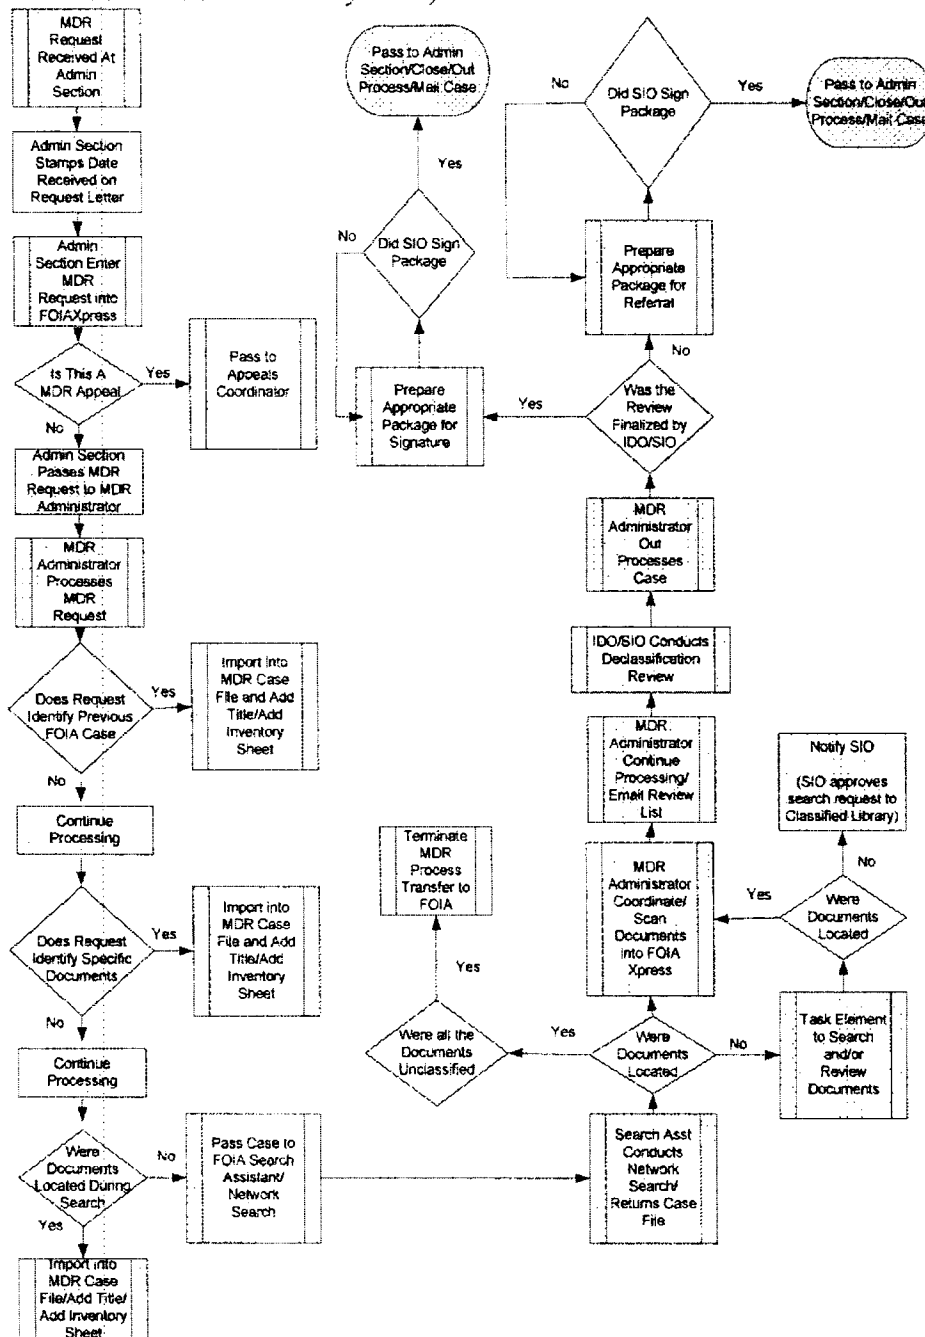 MDR
Request
Received At
Admin
Section
Admin Section
Stamps Date
Received on
Request Letter
Admin
Section Enter
MDR
Request into
FOIAXpress
Is This A
MDR Appeal
Yes
Pass to
Appeals
Coordinator
No
Admin Section
Passes MDR
Request to MDR
Administrator
MDR
Administrator
Processes
MDR
Request
Does Request
Identify Previous
FOIA Case
Yes
Import into
MDR Case
File and Add
Title/Add
Inventory
Sheet
No
Continue
Processing
Does Request
Identify Specific
Documents
Yes
Import into
MDR Case
File and Add
Title/Add
Inventory
Sheet
No
Continue
Processing
Were
Documents
Located During
Search
No
Pass Case to
FOIA Search
Assistant/
Network
Search
Yes
Import into
MDR Case
File/Add Title/
Add Inventory
Sheet
Search Asst
Conducts
Network
Search/
Returns Case
File
Were
Documents
Located
Yes
Were all the
Documents
Unclassified
Yes
Terminate
MDR
Process
Transfer to
FOIA
No
Task Element
to Search
and/or
Review
Documents
Were
Documents
Located
No
Notify SIO
(SIO approves
search request to
Classified Library)
Yes
MDR
Administrator
Coordinate/
Scan
Documents
into FOIA
Xpress
MDR
Administrator
Continue
Processing/
Email Review
List
IDO/SIO Conducts
Declassification
Review
MDR
Administrator
Out
Processes
Case
Was the
Review
Finalized by
IDO/SIO
Yes
Prepare
Appropriate
Package for
Signature
Did SIO Sign
Package
No
Yes
Pass to Admin
Section/Close/Out
Process/Mail Case
No
Prepare
Appropriate
Package for
Referral
Did SIO Sign
Package
No
Yes
Pass to Admin
Section/Close/Out
Process/Mail Case